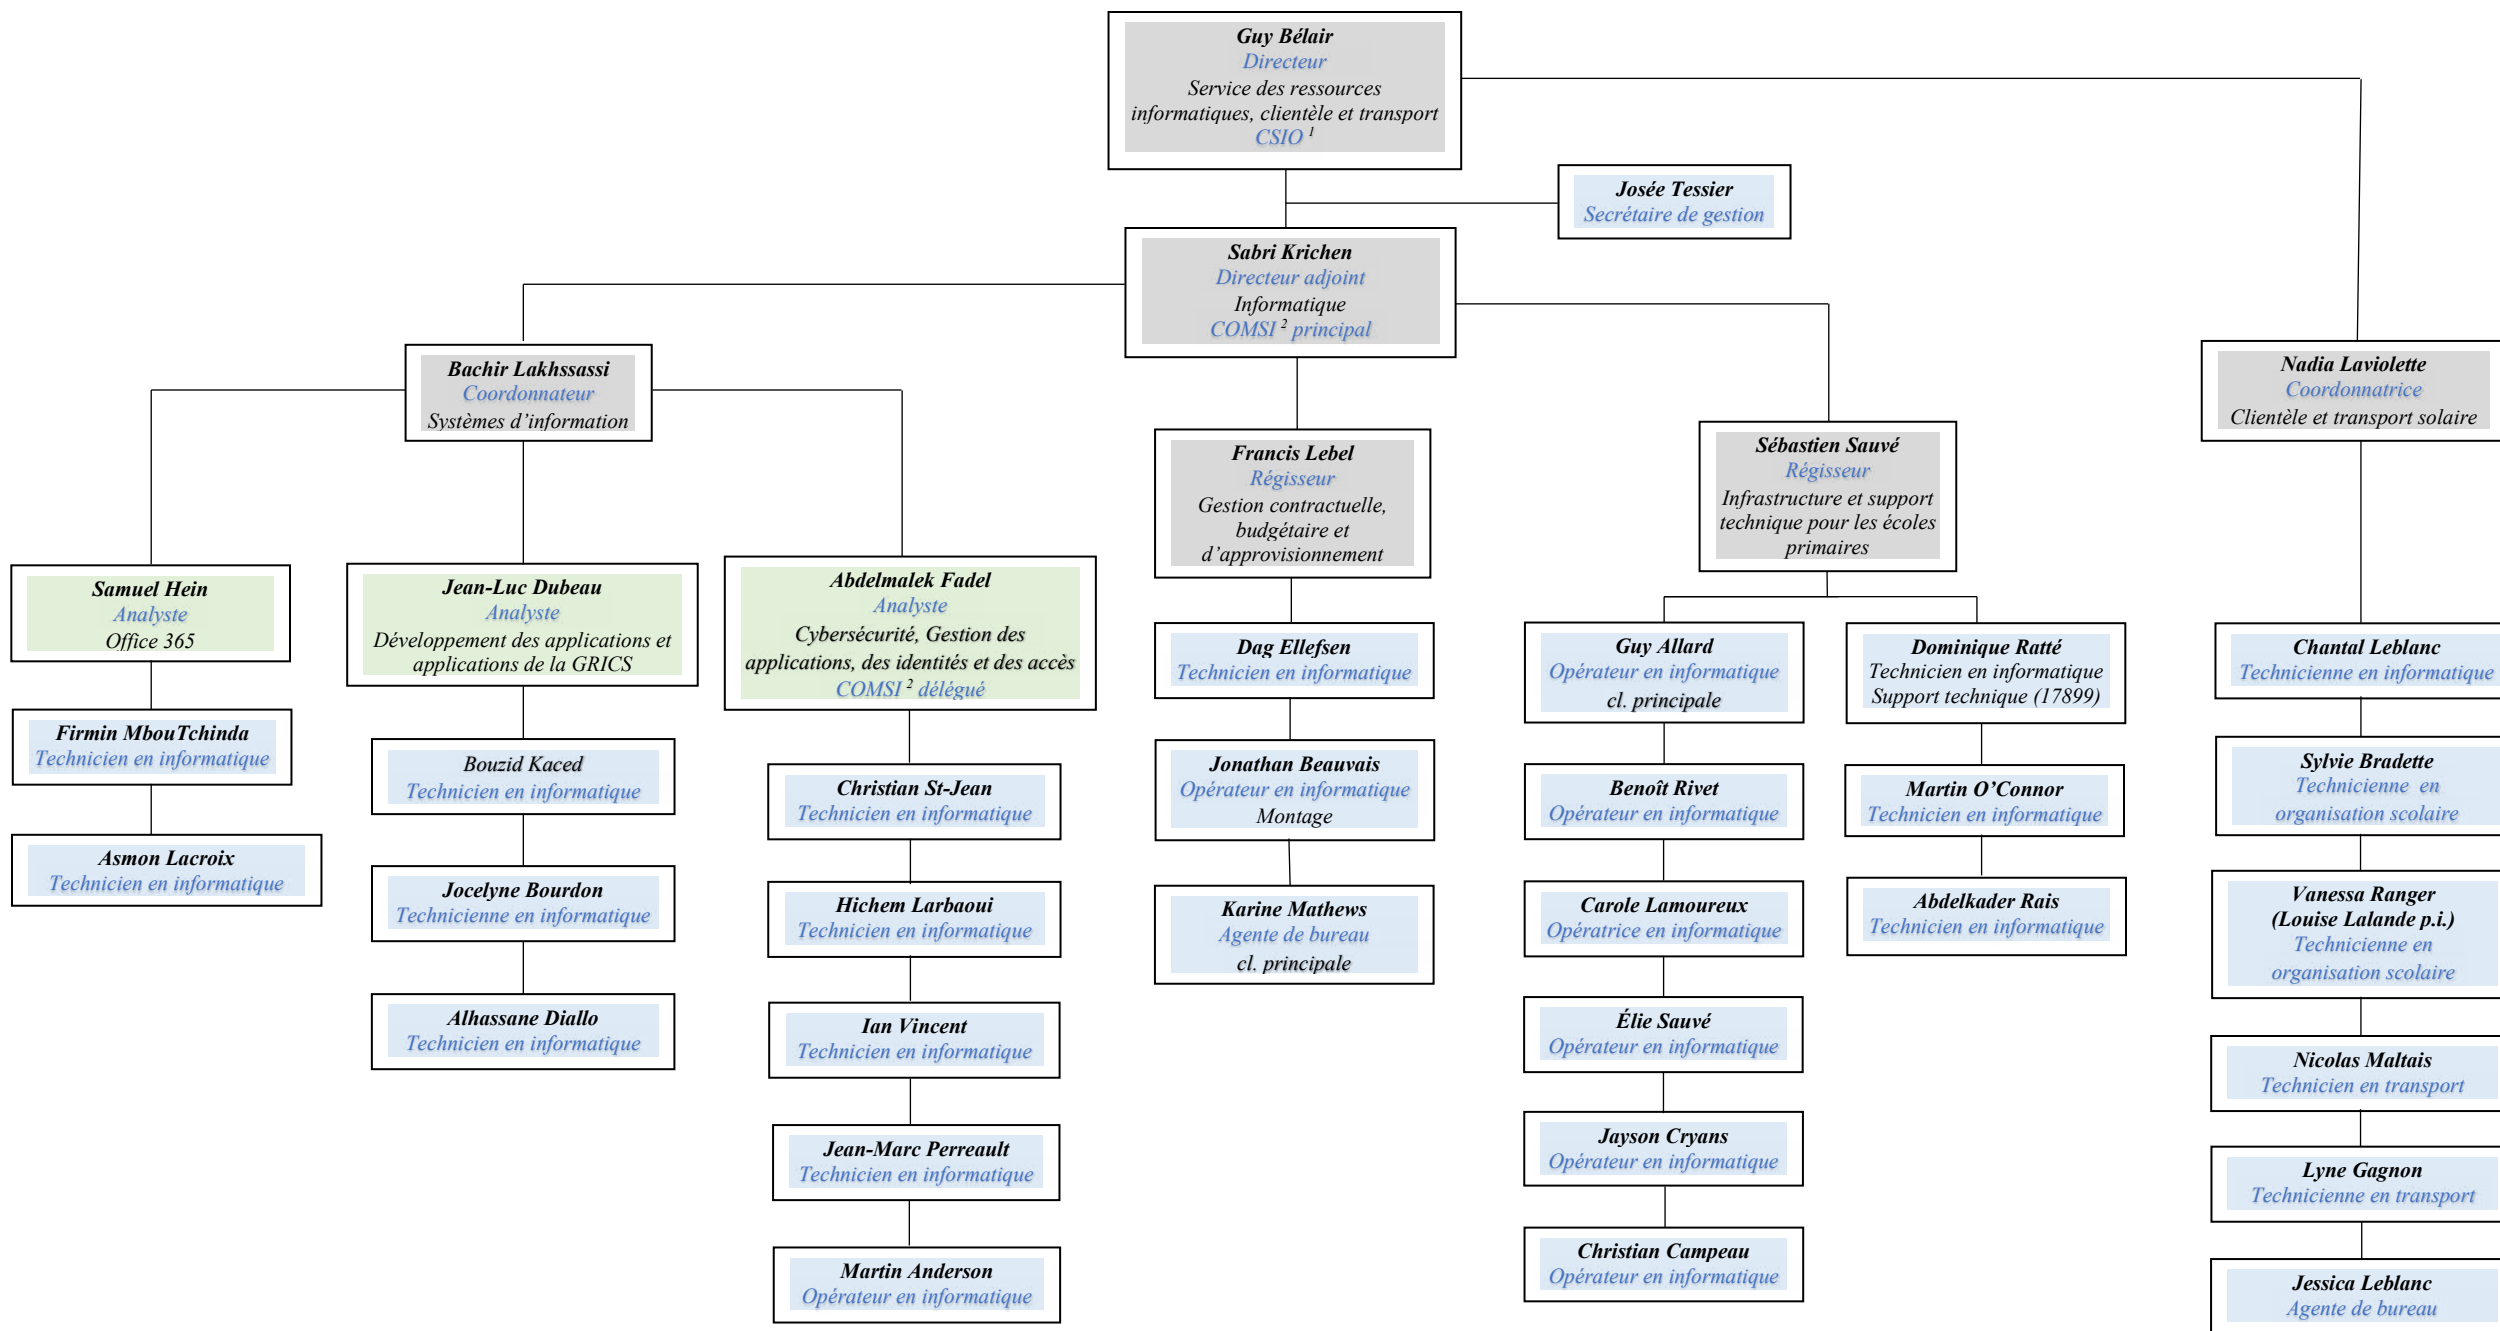 Guy Bélair
Directeur
Service des ressources
informatiques, clientèle et transport
CSIO 1
Josée Tessier
Secrétaire de gestion
Sabri Krichen
Directeur adjoint
Informatique
COMSI 2 principal
Bachir Lakhssassi
Coordonnateur
Systèmes d'information
Nadia Laviolette
Coordonnatrice
Clientèle et transport solaire
Francis Lebel
Régisseur
Gestion contractuelle,
budgétaire et
d'approvisionnement
Sébastien Sauvé
Régisseur
Infrastructure et support
technique pour les écoles
primaires
Samuel Hein
Analyste
Office 365
Firmin MbouTchinda
Technicien en informatique
Asmon Lacroix
Technicien en informatique
Jean-Luc Dubeau
Analyste
Développement des applications et
applications de la GRICS
Bouzid Kaced
Technicien en informatique
Jocelyne Bourdon
Technicienne en informatique
Alhassane Diallo
Technicien en informatique
Abdelmalek Fadel
Analyste
Cybersécurité, Gestion des
applications, des identités et des accès
COMSI 2 délégué
Christian St-Jean
Technicien en informatique
Hichem Larbaoui
Technicien en informatique
Ian Vincent
Technicien en informatique
Jean-Marc Perreault
Technicien en informatique
Martin Anderson
Opérateur en informatique
Dag Ellefsen
Technicien en informatique
Jonathan Beauvais
Opérateur en informatique
Montage
Karine Mathews
Agente de bureau
cl. principale
Guy Allard
Opérateur en informatique
cl. principale
Benoît Rivet
Opérateur en informatique
Carole Lamoureux
Opératrice en informatique
Élie Sauvé
Opérateur en informatique
Jayson Cryans
Opérateur en informatique
Christian Campeau
Opérateur en informatique
Dominique Ratté
Technicien en informatique
Support technique (17899)
Martin O'Connor
Technicien en informatique
Abdelkader Rais
Technicien en informatique
Chantal Leblanc
Technicienne en informatique
Sylvie Bradette
Technicienne en
organisation scolaire
Vanessa Ranger
(Louise Lalande p.i.)
Technicienne en
organisation scolaire
Nicolas Maltais
Technicien en transport
Lyne Gagnon
Technicienne en transport
Jessica Leblanc
Agente de bureau